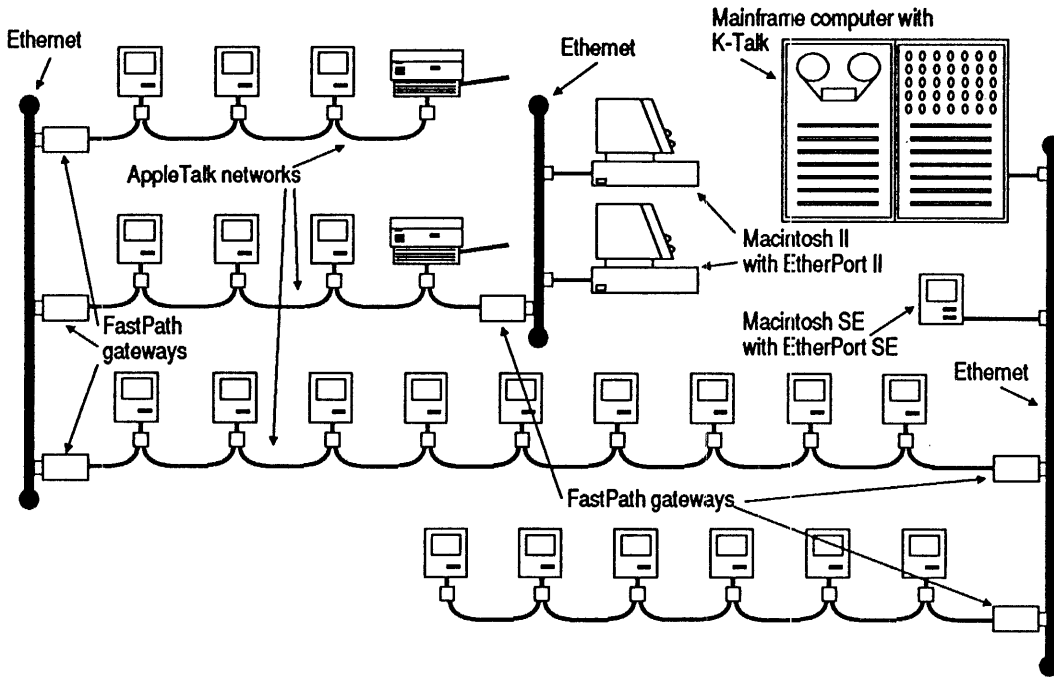 Ethernet
Ethernet
Mainframe computer with
K-Talk
AppleTalk networks
Macintosh II
with EtherPort II
FastPath
gateways
Macintosh SE
with EtherPort SE
Ethernet
FastPath gateways